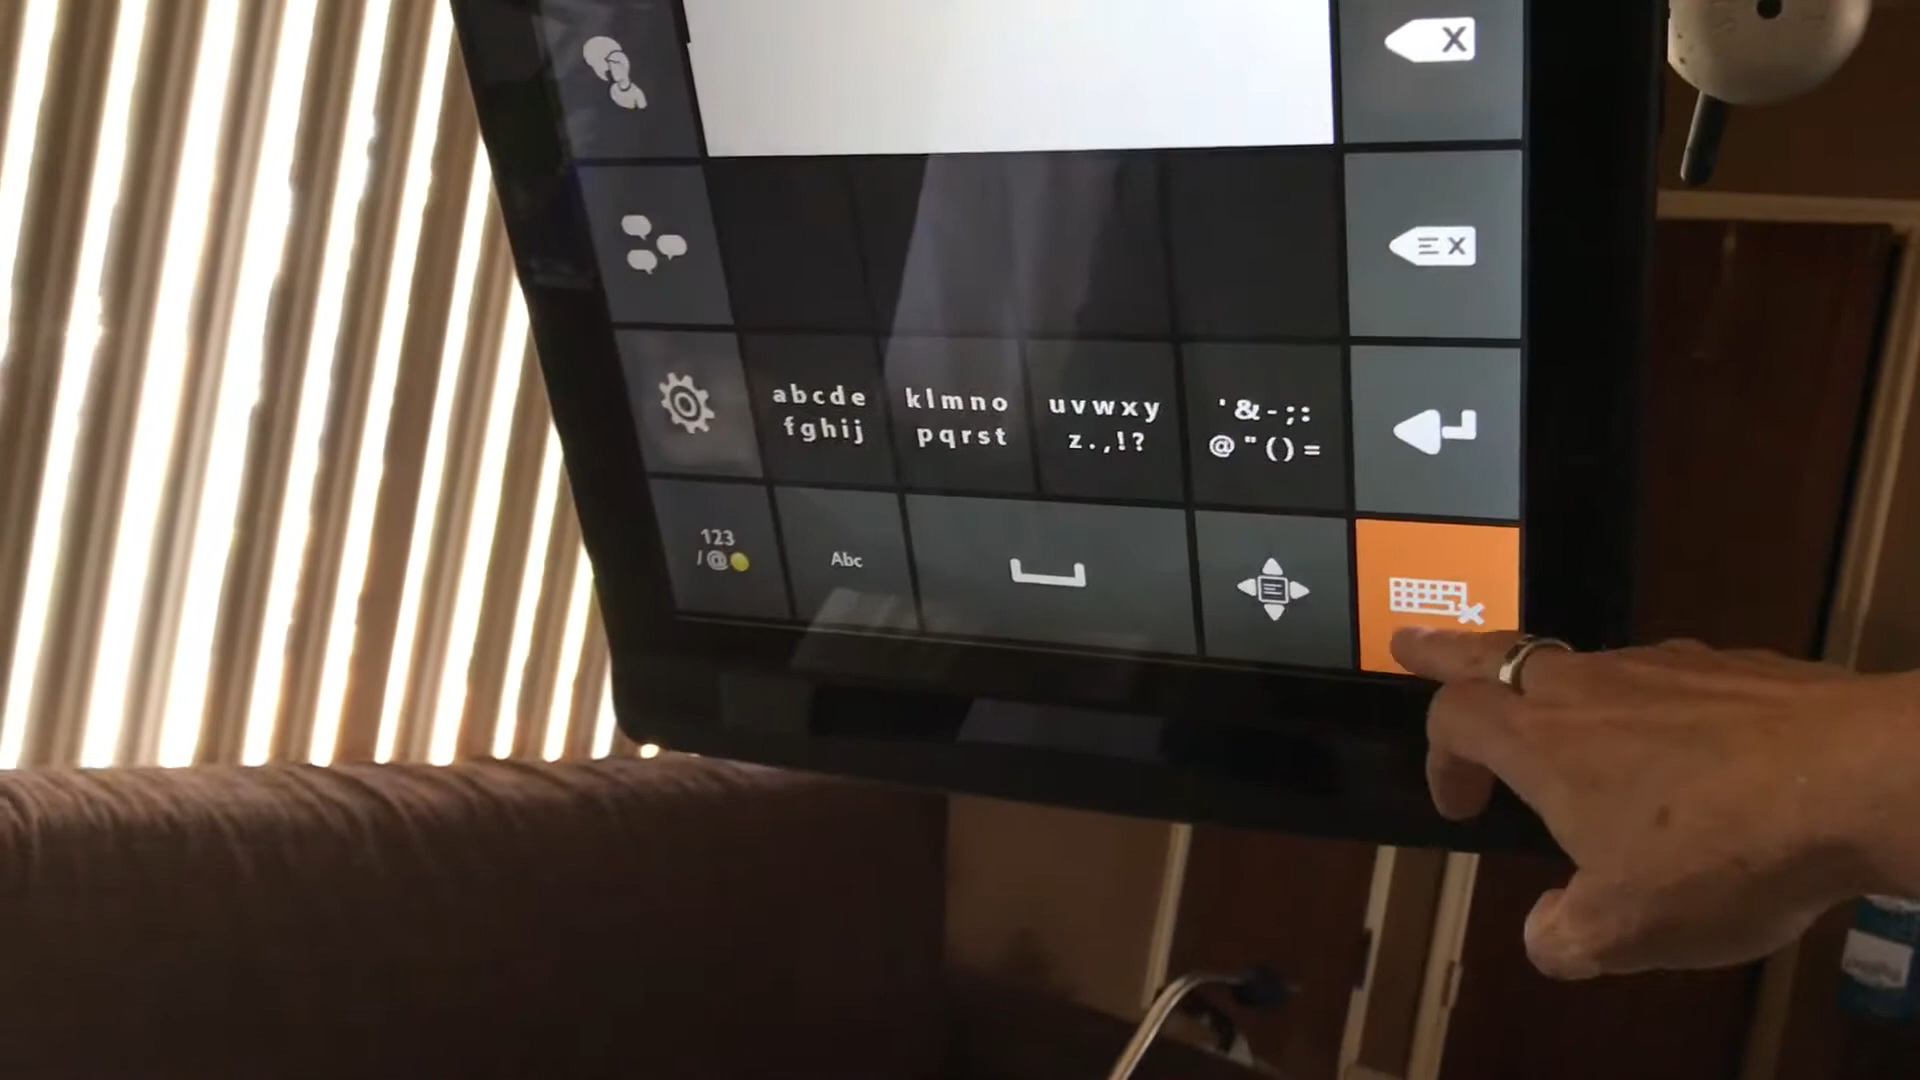 X
X
abcde
fghij
klmno
pqrst
uvwxy
z.,!?
'&-;:
@"()=
123
/@
Abc